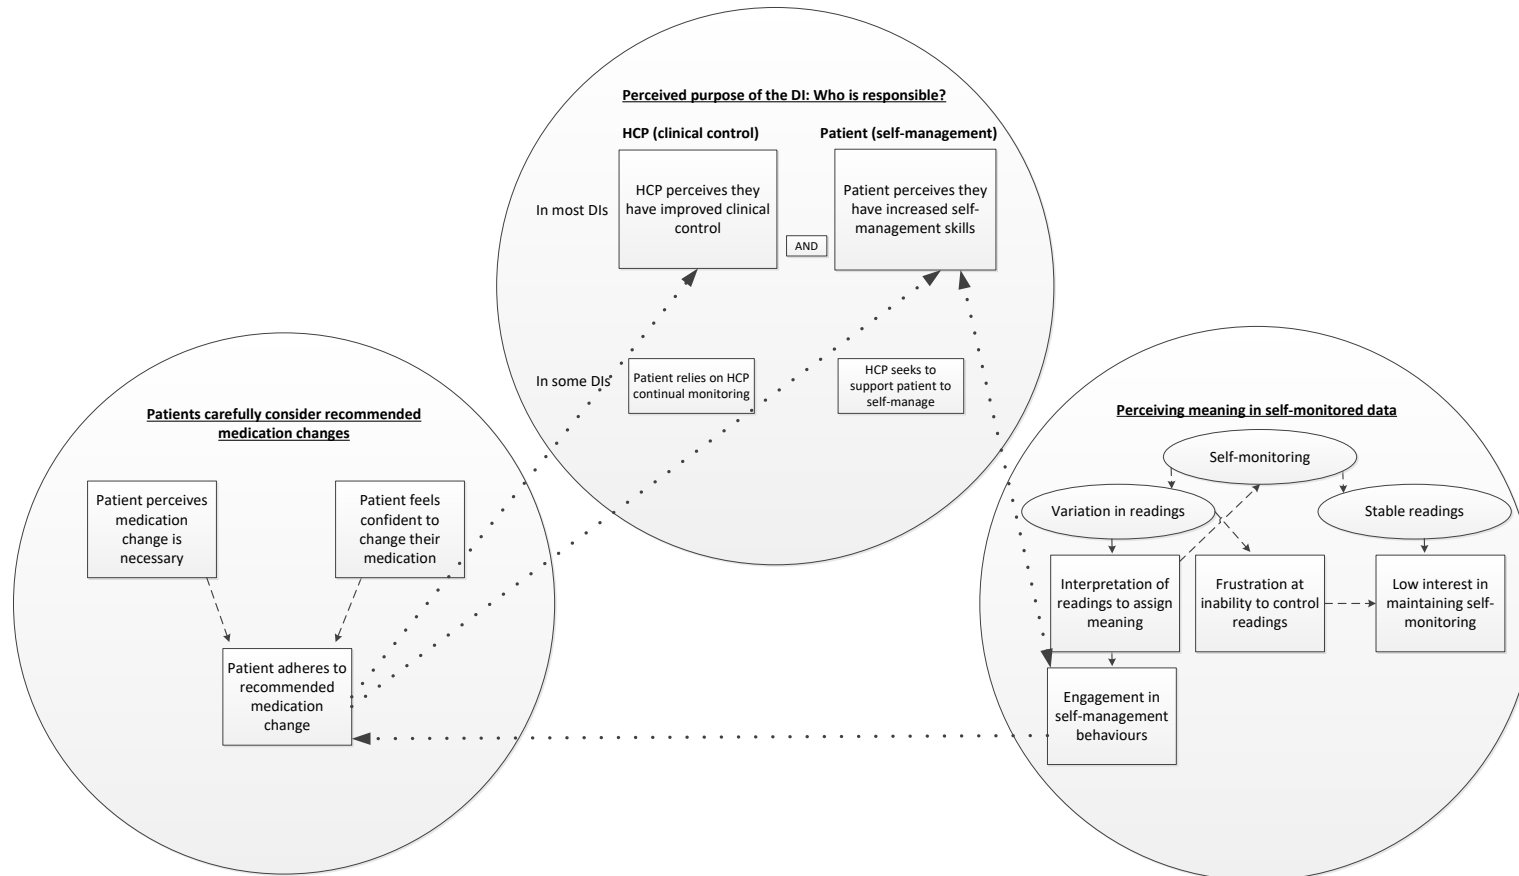 Perceived purpose of the DI: Who is responsible?
HCP (clinical control)
Patient (self-management)
In most DIs
HCP perceives they
have improved clinical
control
AND
Patient perceives they
have increased self-
management skills
In some DIs
Patient relies on HCP
continual monitoring
HCP seeks to
support patient to
self-manage
Patients carefully consider recommended
medication changes
Patient perceives
medication
change is
necessary
Patient feels
confident to
change their
medication
Patient adheres to
recommended
medication
change
Perceiving meaning in self-monitored data
Self-monitoring
Variation in readings
Stable readings
Interpretation of
readings to assign
meaning
Frustration at
inability to control
readings
Low interest in
maintaining self-
monitoring
Engagement in
self-management
behaviours